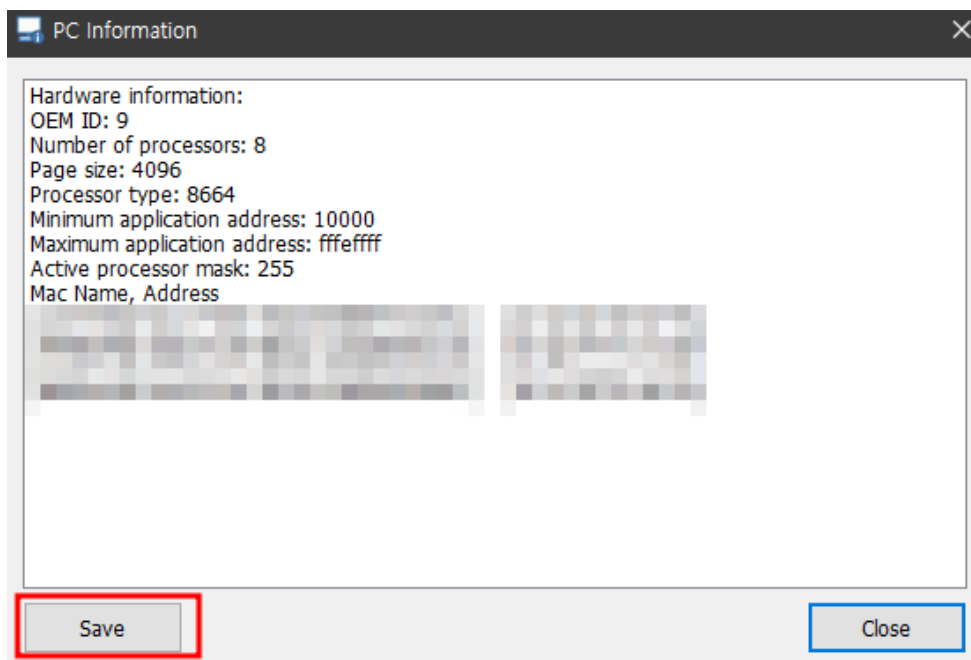 PC Information
Hardware information:
OEM ID: 9
Number of processors: 8
Page size: 4096
Processor type: 8664
Minimum application address: 10000
Maximum application address: fffeffff
Active processor mask: 255
Mac Name, Address
Save
Close